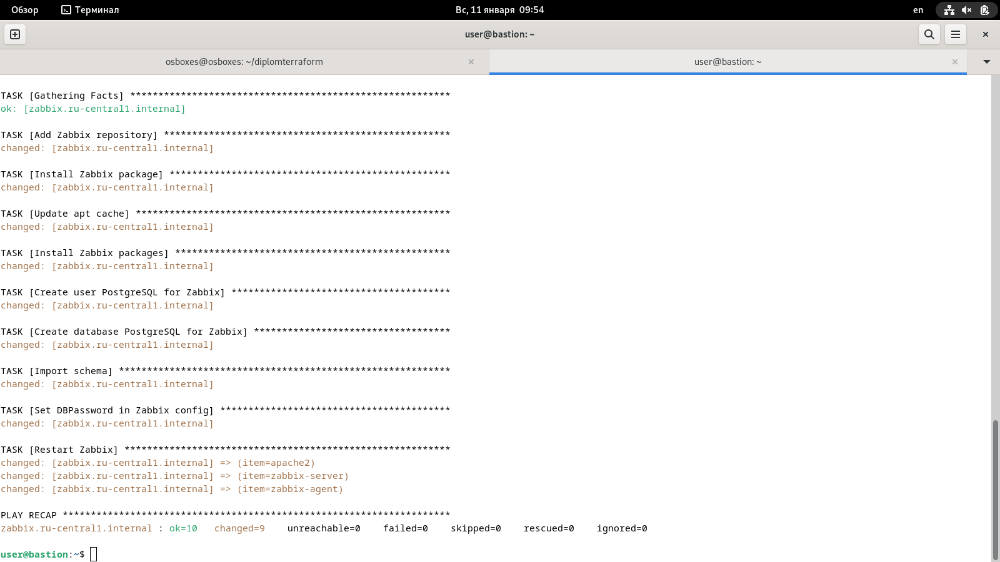 Обзор Терминал Вс, 11 января 09:54 en
user@bastion: ~
osboxes@osboxes: ~/diplomterraform user@bastion: ~
TASK [Gathering Facts] *********************************************************
ok: [zabbix.ru-central1.internal]
TASK [Add Zabbix repository] ***************************************************
changed: [zabbix.ru-central1.internal]
TASK [Install Zabbix package] **************************************************
changed: [zabbix.ru-central1.internal]
TASK [Update apt cache] ********************************************************
changed: [zabbix.ru-central1.internal]
TASK [Install Zabbix packages] *************************************************
changed: [zabbix.ru-central1.internal]
TASK [Create user PostgreSQL for Zabbix] ***************************************
changed: [zabbix.ru-central1.internal]
TASK [Create database PostgreSQL for Zabbix] ***********************************
changed: [zabbix.ru-central1.internal]
TASK [Import schema] ***********************************************************
changed: [zabbix.ru-central1.internal]
TASK [Set DBPassword in Zabbix config] *****************************************
changed: [zabbix.ru-central1.internal]
TASK [Restart Zabbix] **********************************************************
changed: [zabbix.ru-central1.internal] => (item=apache2)
changed: [zabbix.ru-central1.internal] => (item=zabbix-server)
changed: [zabbix.ru-central1.internal] => (item=zabbix-agent)
PLAY RECAP *********************************************************************
zabbix.ru-central1.internal : ok=10 changed=9 unreachable=0 failed=0 skipped=0 rescued=0 ignored=0
user@bastion:~$